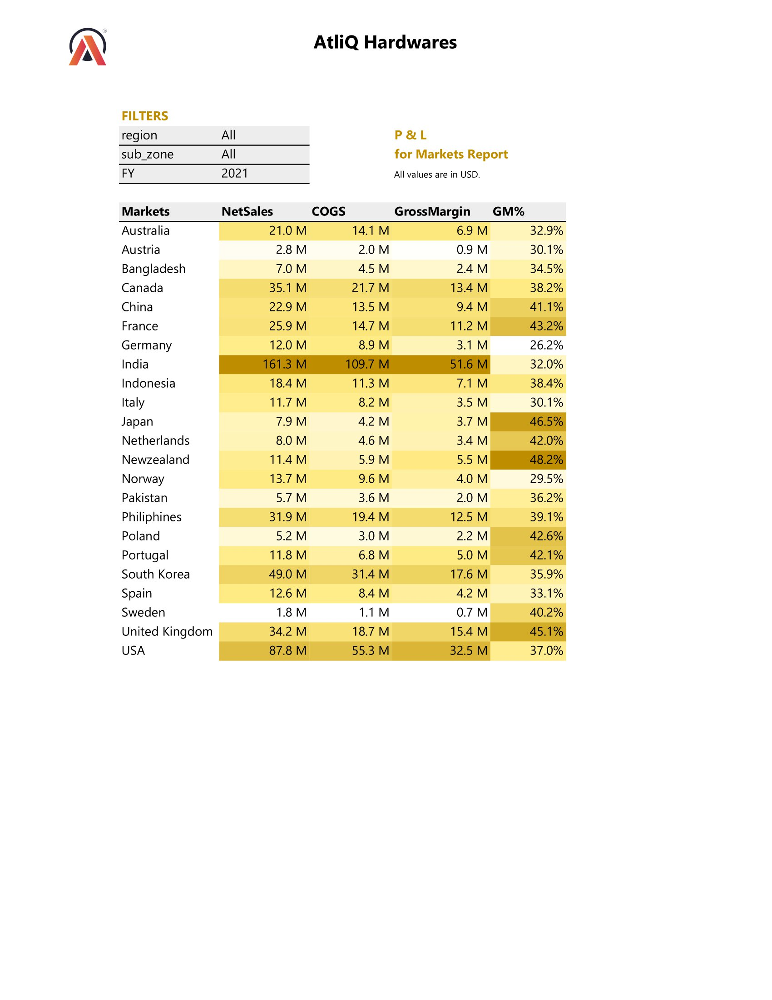 ®
AtliQ Hardwares
FILTERS
region All
P & L
sub_zone All
for Markets Report
FY 2021
All values are in USD.
Markets NetSales COGS GrossMargin GM%
Australia 21.0 M 14.1 M 6.9 M 32.9%
Austria 2.8 M 2.0 M 0.9 M 30.1%
Bangladesh 7.0 M 4.5 M 2.4 M 34.5%
Canada 35.1 M 21.7 M 13.4 M 38.2%
China 22.9 M 13.5 M 9.4 M 41.1%
France 25.9 M 14.7 M 11.2 M 43.2%
Germany 12.0 M 8.9 M 3.1 M 26.2%
India 161.3 M 109.7 M 51.6 M 32.0%
Indonesia 18.4 M 11.3 M 7.1 M 38.4%
Italy 11.7 M 8.2 M 3.5 M 30.1%
Japan 7.9 M 4.2 M 3.7 M 46.5%
Netherlands 8.0 M 4.6 M 3.4 M 42.0%
Newzealand 11.4 M 5.9 M 5.5 M 48.2%
Norway 13.7 M 9.6 M 4.0 M 29.5%
Pakistan 5.7 M 3.6 M 2.0 M 36.2%
Philiphines 31.9 M 19.4 M 12.5 M 39.1%
Poland 5.2 M 3.0 M 2.2 M 42.6%
Portugal 11.8 M 6.8 M 5.0 M 42.1%
South Korea 49.0 M 31.4 M 17.6 M 35.9%
Spain 12.6 M 8.4 M 4.2 M 33.1%
Sweden 1.8 M 1.1 M 0.7 M 40.2%
United Kingdom 34.2 M 18.7 M 15.4 M 45.1%
USA 87.8 M 55.3 M 32.5 M 37.0%